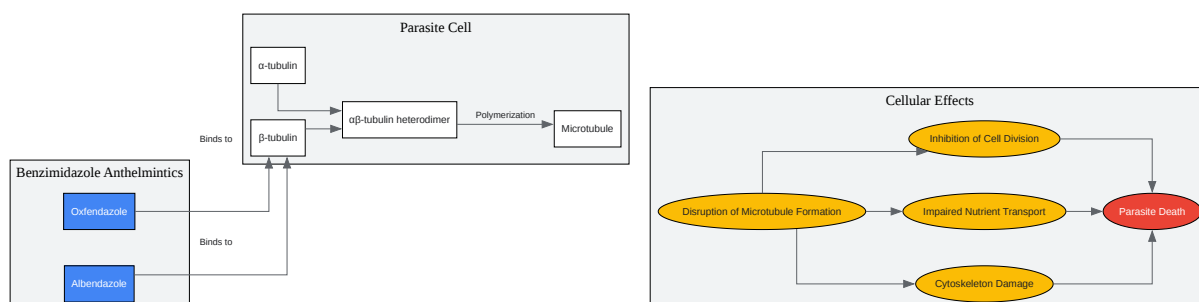 Parasite Cell
α-tubulin
αβ-tubulin heterodimer
Polymerization
Microtubule
β-tubulin
Binds to
Benzimidazole Anthelmintics
Oxfendazole
Binds to
Albendazole
Cellular Effects
Inhibition of Cell Division
Disruption of Microtubule Formation
Impaired Nutrient Transport
Parasite Death
Cytoskeleton Damage